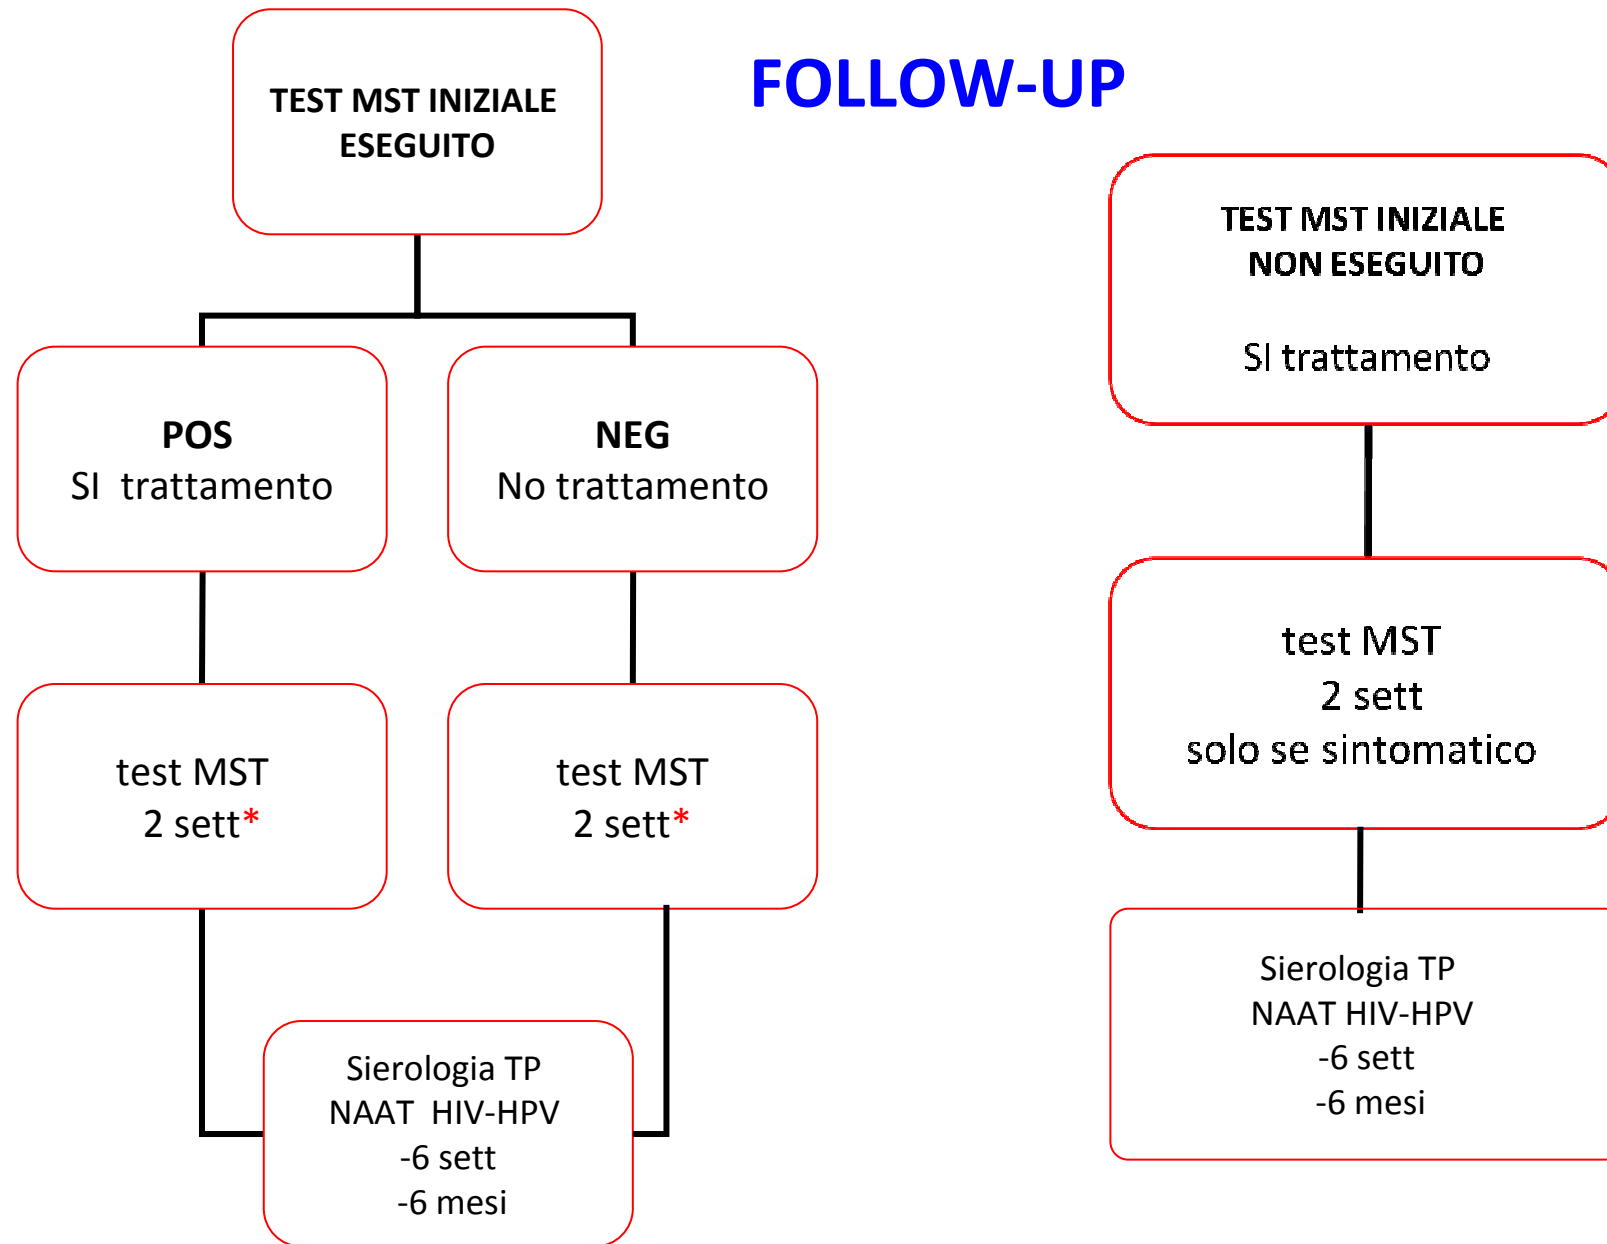 FOLLOW-UP
TEST MST INIZIALE
ESEGUITO
POS
SI trattamento
NEG
No trattamento
test MST
2 sett*
test MST
2 sett*
Sierologia TP
NAAT HIV-HPV
-6 sett
-6 mesi
TEST MST INIZIALE
NON ESEGUITO
SI trattamento
test MST
2 sett
solo se sintomatico
Sierologia TP
NAAT HIV-HPV
-6 sett
-6 mesi